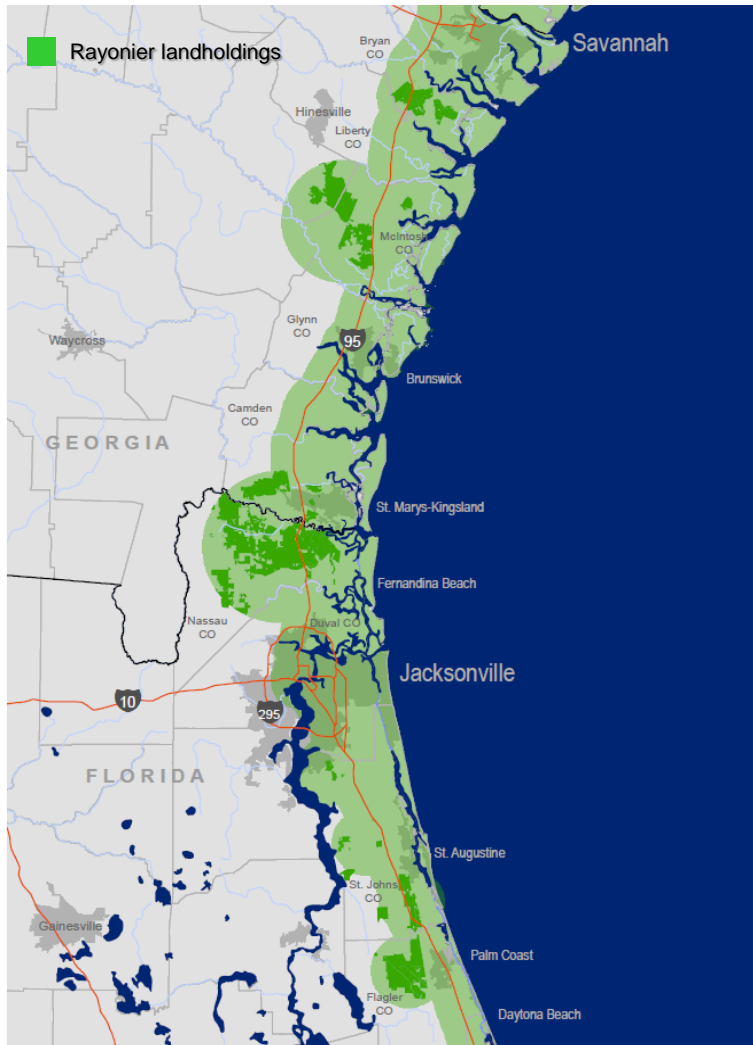 Rayonier landholdings
Bryan
CO
Savannah
Hinesville
Liberty
CO
McIntosh
CO
Glynn
CO
95
Waycross
Brunswick
Camden
CO
GEORGIA
St. Marys-Kingsland
Fernandina Beach
Nassau
CO
Duval CO
Jacksonville
10
295
FLORIDA
St. Augustine
St. Johns
CO
Gainesville
Palm Coast
Flagler
CO
Daytona Beach